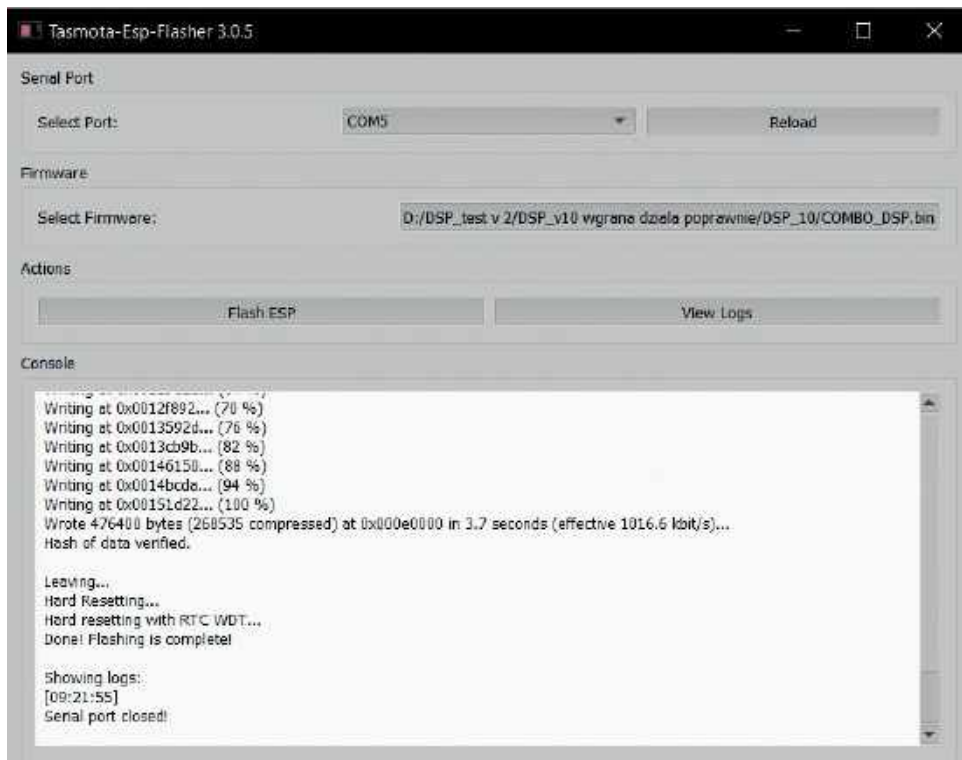 Tasmota-Esp-Flasher 3.0.5
Serial Port
Select Port:
COM5
Reload
Firmware
Select Firmware:
D:/DSP_test v 2/DSP_v10 wgrana dziala poprawnie/DSP_10/COMBO_DSP.bin
Actions
Flash ESP
View Logs
Console
Writing at 0x0012f892... (70 %)
Writing at 0x0013592d... (76 %)
Writing at 0x0013cb9b... (82 %)
Writing at 0x00146150... (88 %)
Writing at 0x0014bcda... (94 %)
Writing at 0x00151d22... (100 %)
Wrote 476400 bytes (268535 compressed) at 0x000e0000 in 3.7 seconds (effective 1016.6 kbit/s)...
Hash of data verified.
Leaving...
Hard Resetting...
Hard resetting with RTC WDT...
Done! Flashing is complete!
Showing logs:
[09:21:55]
Serial port closed!